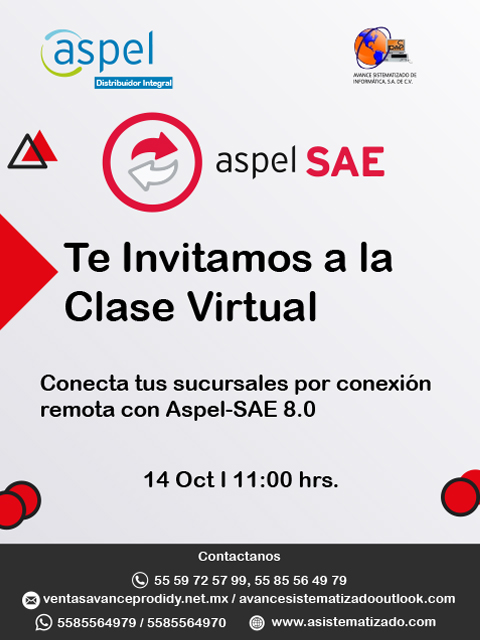 aspel
Distribuidor Integral
AVANCE SISTEMATIZADO DE
INFORMÁTICA, S.A. DE C.V.
aspel SAE
Te Invitamos a la
Clase Virtual
Conecta tus sucursales por conexión
remota con Aspel-SAE 8.0
14 Oct I 11:00 hrs.
Contactanos
55 59 72 57 99, 55 85 56 49 79
ventasavanceprodidy.net.mx / avancesistematizadooutlook.com
5585564979 / 5585564970 www.asistematizado.com